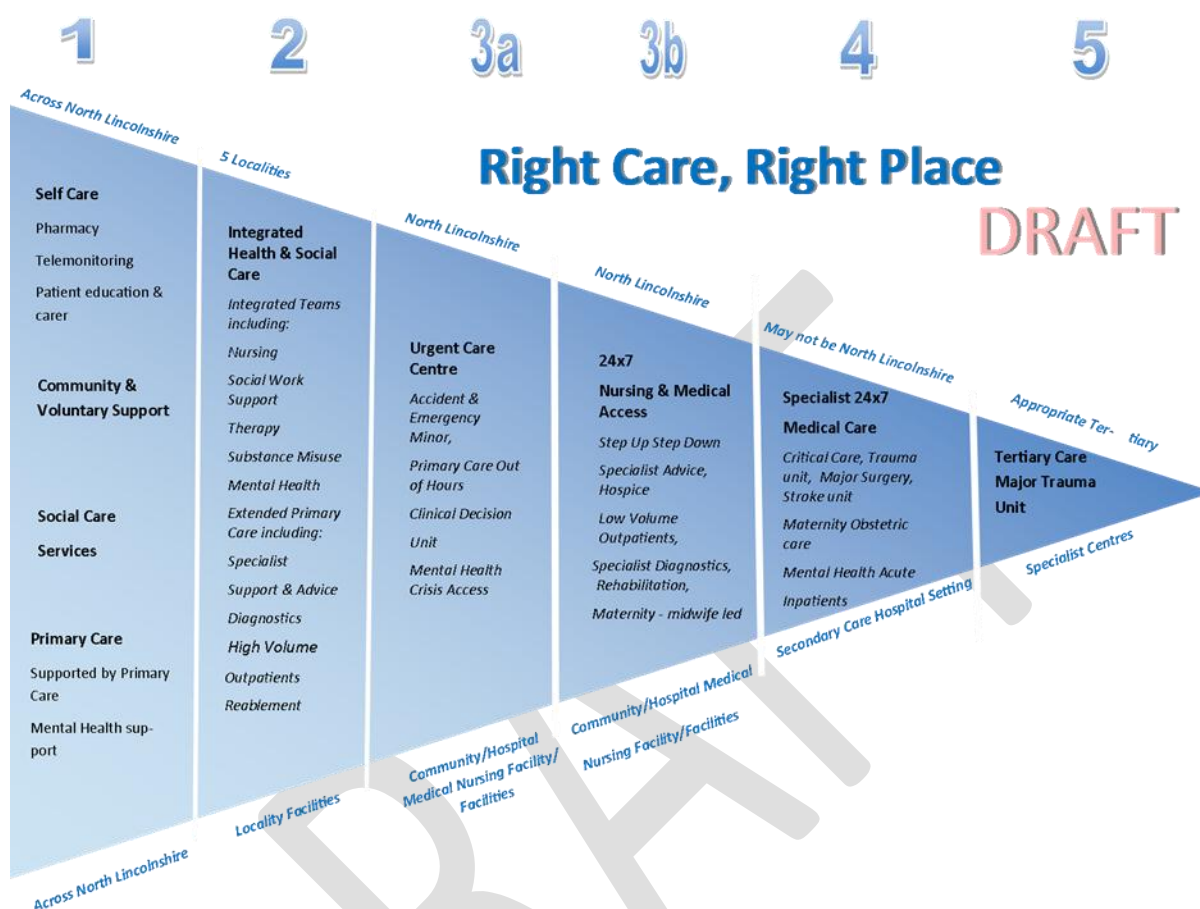 1
2
3a
3b
4
5
Right Care, Right Place
DRAFT
Across North Lincolnshire
Self Care
Pharmacy
Telemonitoring
Patient education &
carer
Community &
Voluntary Support
Social Care
Services
Primary Care
Supported by Primary
Care
Mental Health sup-
port
Across North Lincolnshire
5 Localities
Integrated
Health & Social
Care
Integrated Teams
including:
Nursing
Social Work
Support
Therapy
Substance Misuse
Mental Health
Extended Primary
Care including:
Specialist
Support & Advice
Diagnostics
High Volume
Outpatients
Reablement
Locality Facilities
North Lincolnshire
Urgent Care
Centre
Accident &
Emergency
Minor,
Primary Care Out
of Hours
Clinical Decision
Unit
Mental Health
Crisis Access
Community/Hospital
Medical Nursing Facility/
Facilities
North Lincolnshire
24x7
Nursing & Medical
Access
Step Up Step Down
Specialist Advice,
Hospice
Low Volume
Outpatients,
Specialist Diagnostics,
Rehabilitation,
Maternity - midwife led
Community/Hospital Medical
Nursing Facility/Facilities
May not be North Lincolnshire
Specialist 24x7
Medical Care
Critical Care, Trauma
unit, Major Surgery,
Stroke unit
Maternity Obstetric
care
Mental Health Acute
Inpatients
Secondary Care Hospital Setting
Appropriate Ter- tiary
Tertiary Care
Major Trauma
Unit
Specialist Centres